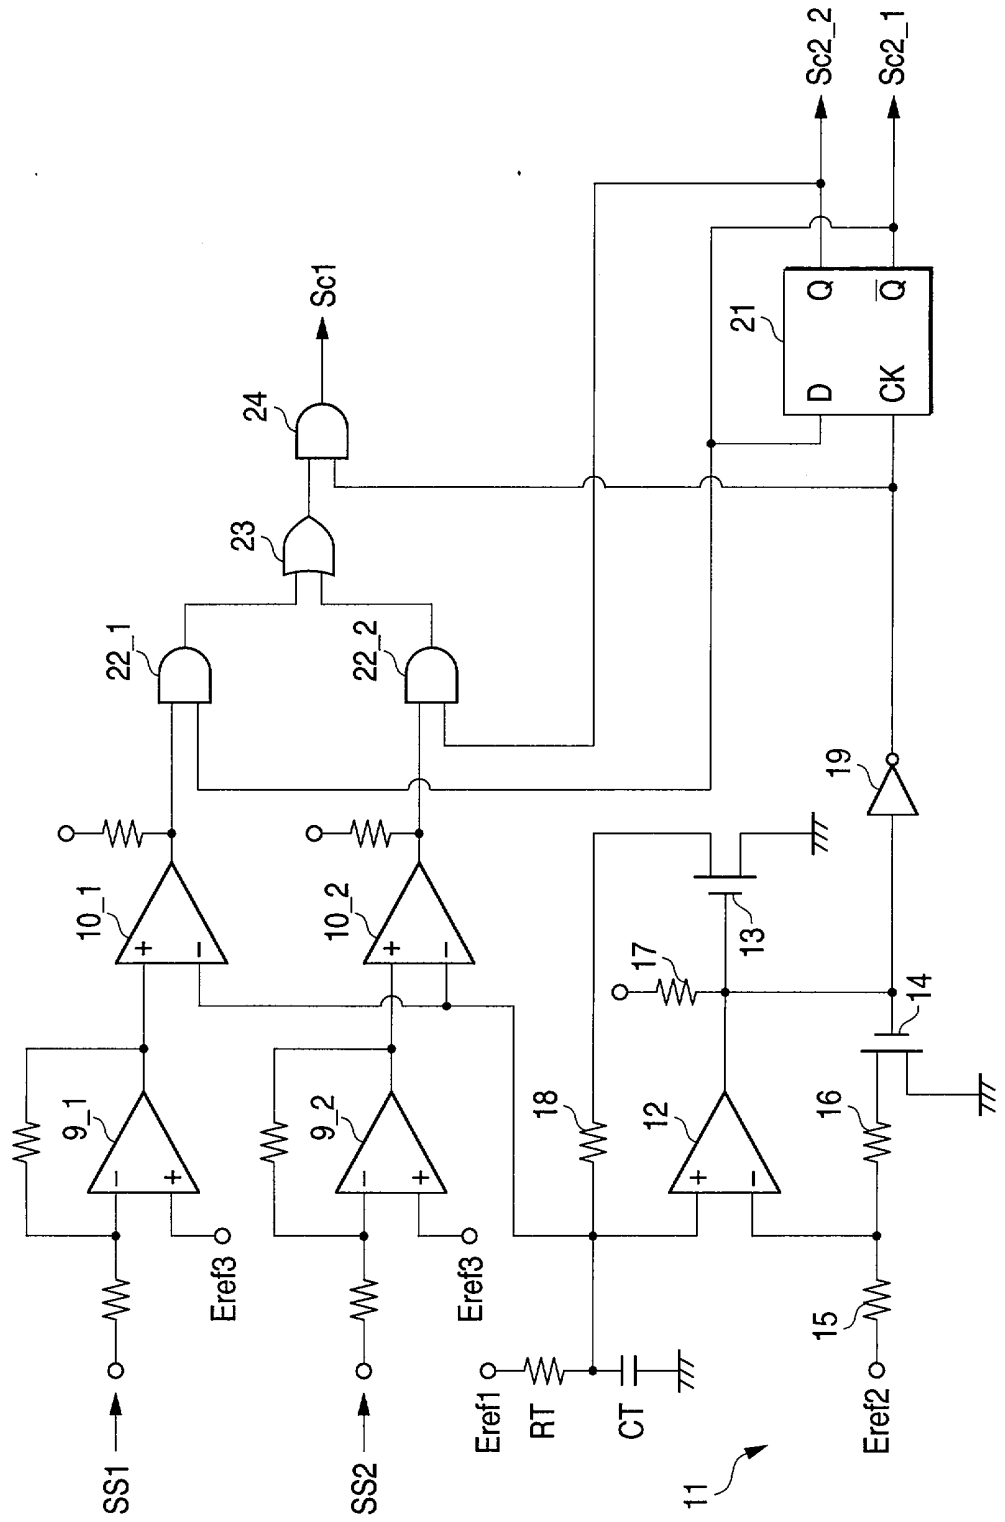 SS1
9_1
Eref3
10_1
22_1
23
24
Sc1
SS2
9_2
Eref3
10_2
22_2
Eref1
RT
CT
18
12
17
13
11
Eref2
15
16
14
19
21
D
Q
CK
Q̅
Sc2_2
Sc2_1
+
−
+
−
+
−
+
−
+
−